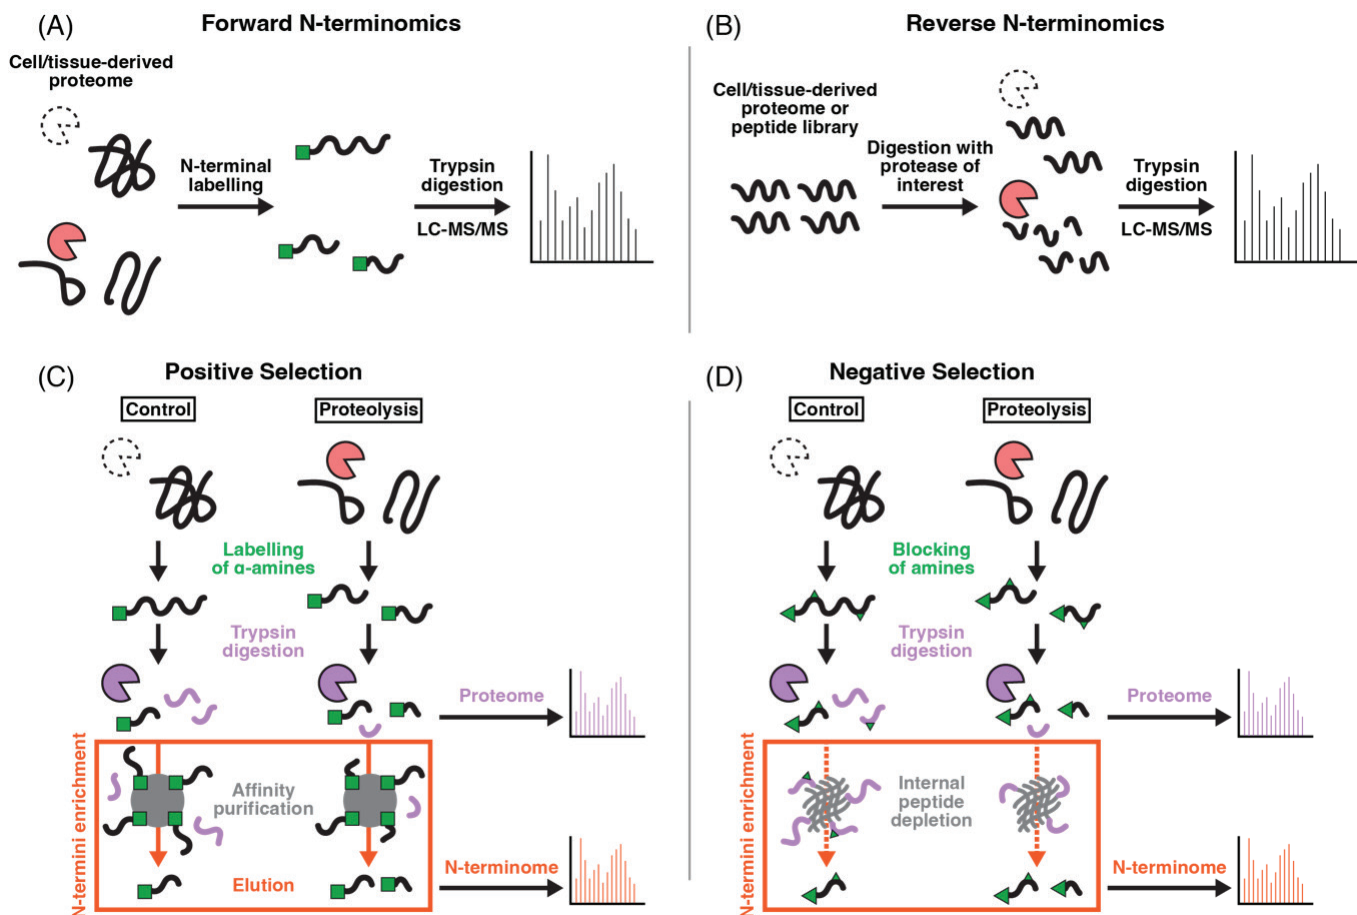 (A)
Forward N-terminomics
Cell/tissue-derived
proteome
N-terminal
labelling
Trypsin
digestion
LC-MS/MS
(B)
Reverse N-terminomics
Cell/tissue-derived
proteome or
peptide library
Digestion with
protease of
interest
Trypsin
digestion
LC-MS/MS
(C)
Positive Selection
Control
Proteolysis
Labelling
of α-amines
Trypsin
digestion
Proteome
N-termini enrichment
Affinity
purification
Elution
N-terminome
(D)
Negative Selection
Control
Proteolysis
Blocking
of amines
Trypsin
digestion
Proteome
N-termini enrichment
Internal
peptide
depletion
N-terminome